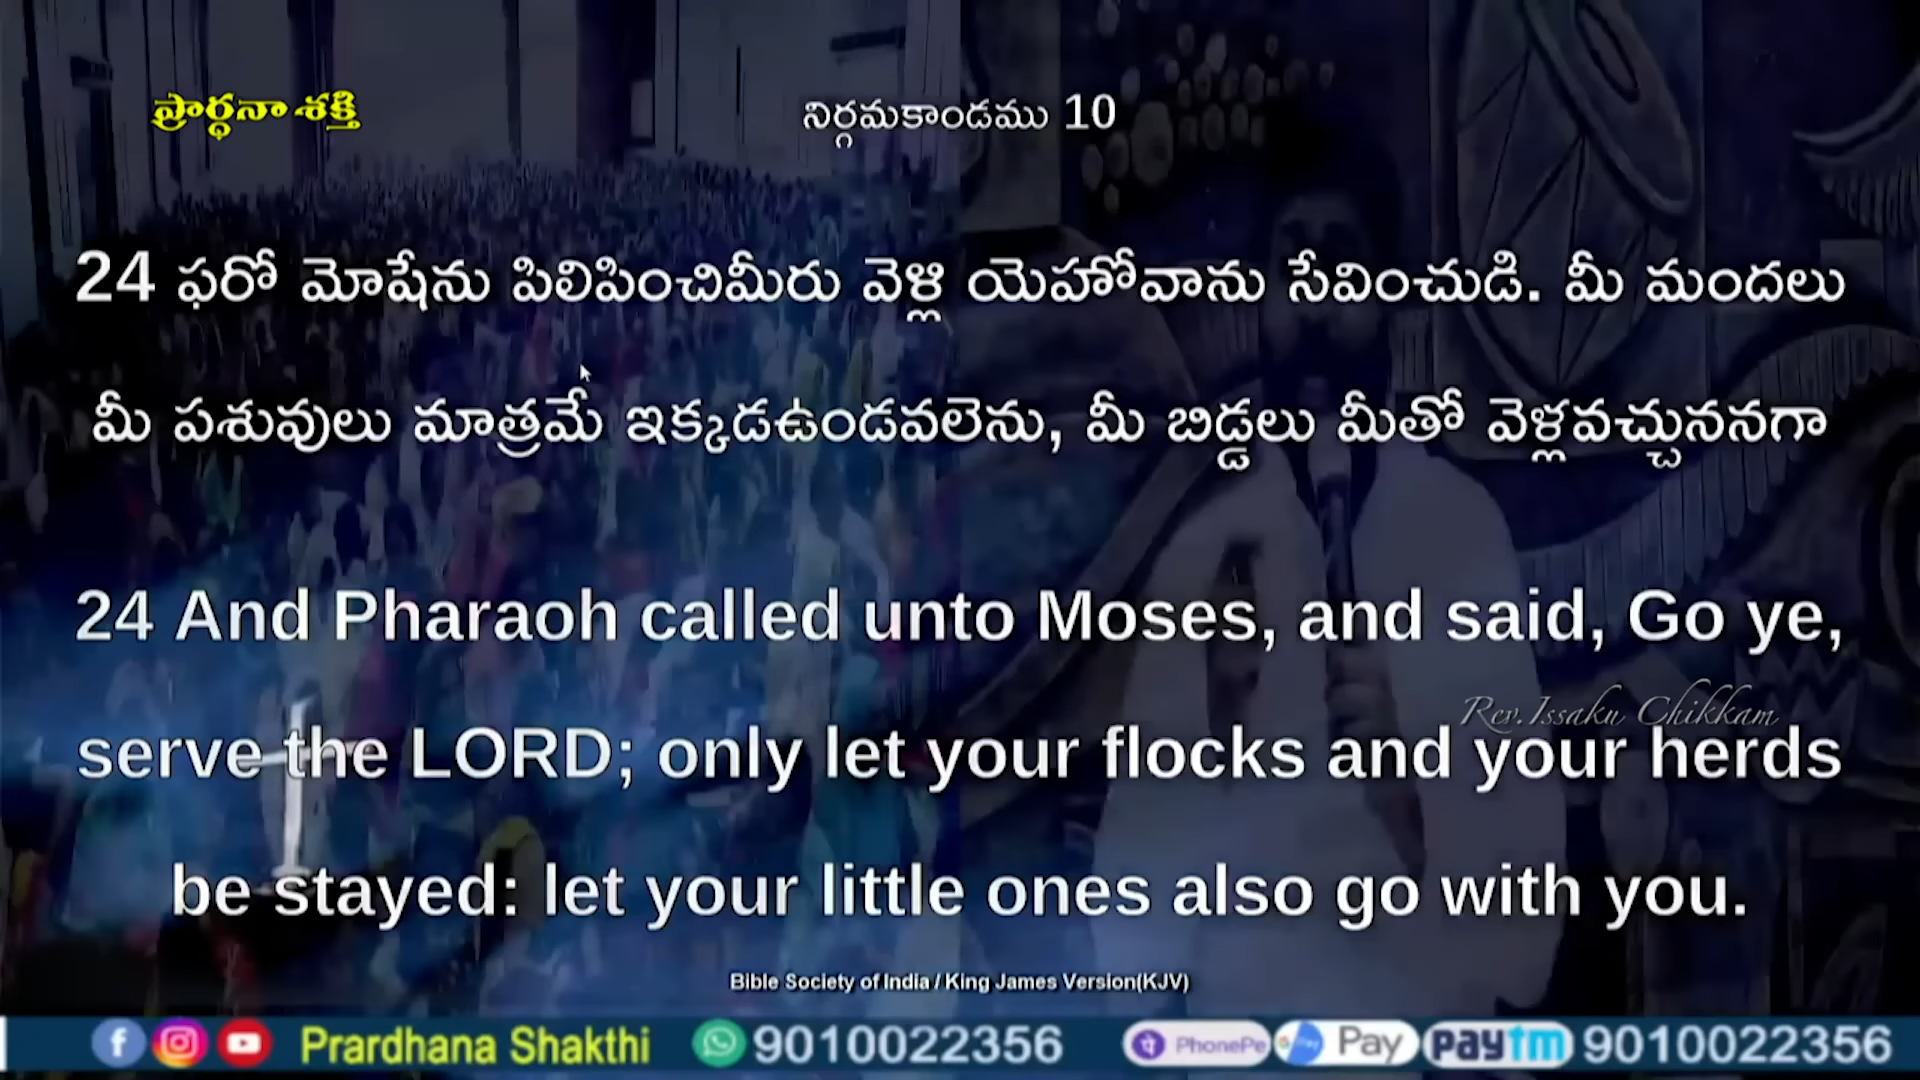 ప్రార్ధనా శక్తి
నిర్గమకాండము 10
24 ఫరో మోషేను పిలిపించిమీరు వెళ్లి యెహోవాను సేవించుడి. మీ మందలు
మీ పశువులు మాత్రమే ఇక్కడఉండవలెను, మీ బిడ్డలు మీతో వెళ్లవచ్చుననగా
24 And Pharaoh called unto Moses, and said, Go ye,
Rev.Issaku Chikkam
serve the LORD; only let your flocks and your herds
be stayed: let your little ones also go with you.
Bible Society of India / King James Version(KJV)
Prardhana Shakthi 9010022356 PhonePe G Pay paytm 9010022356